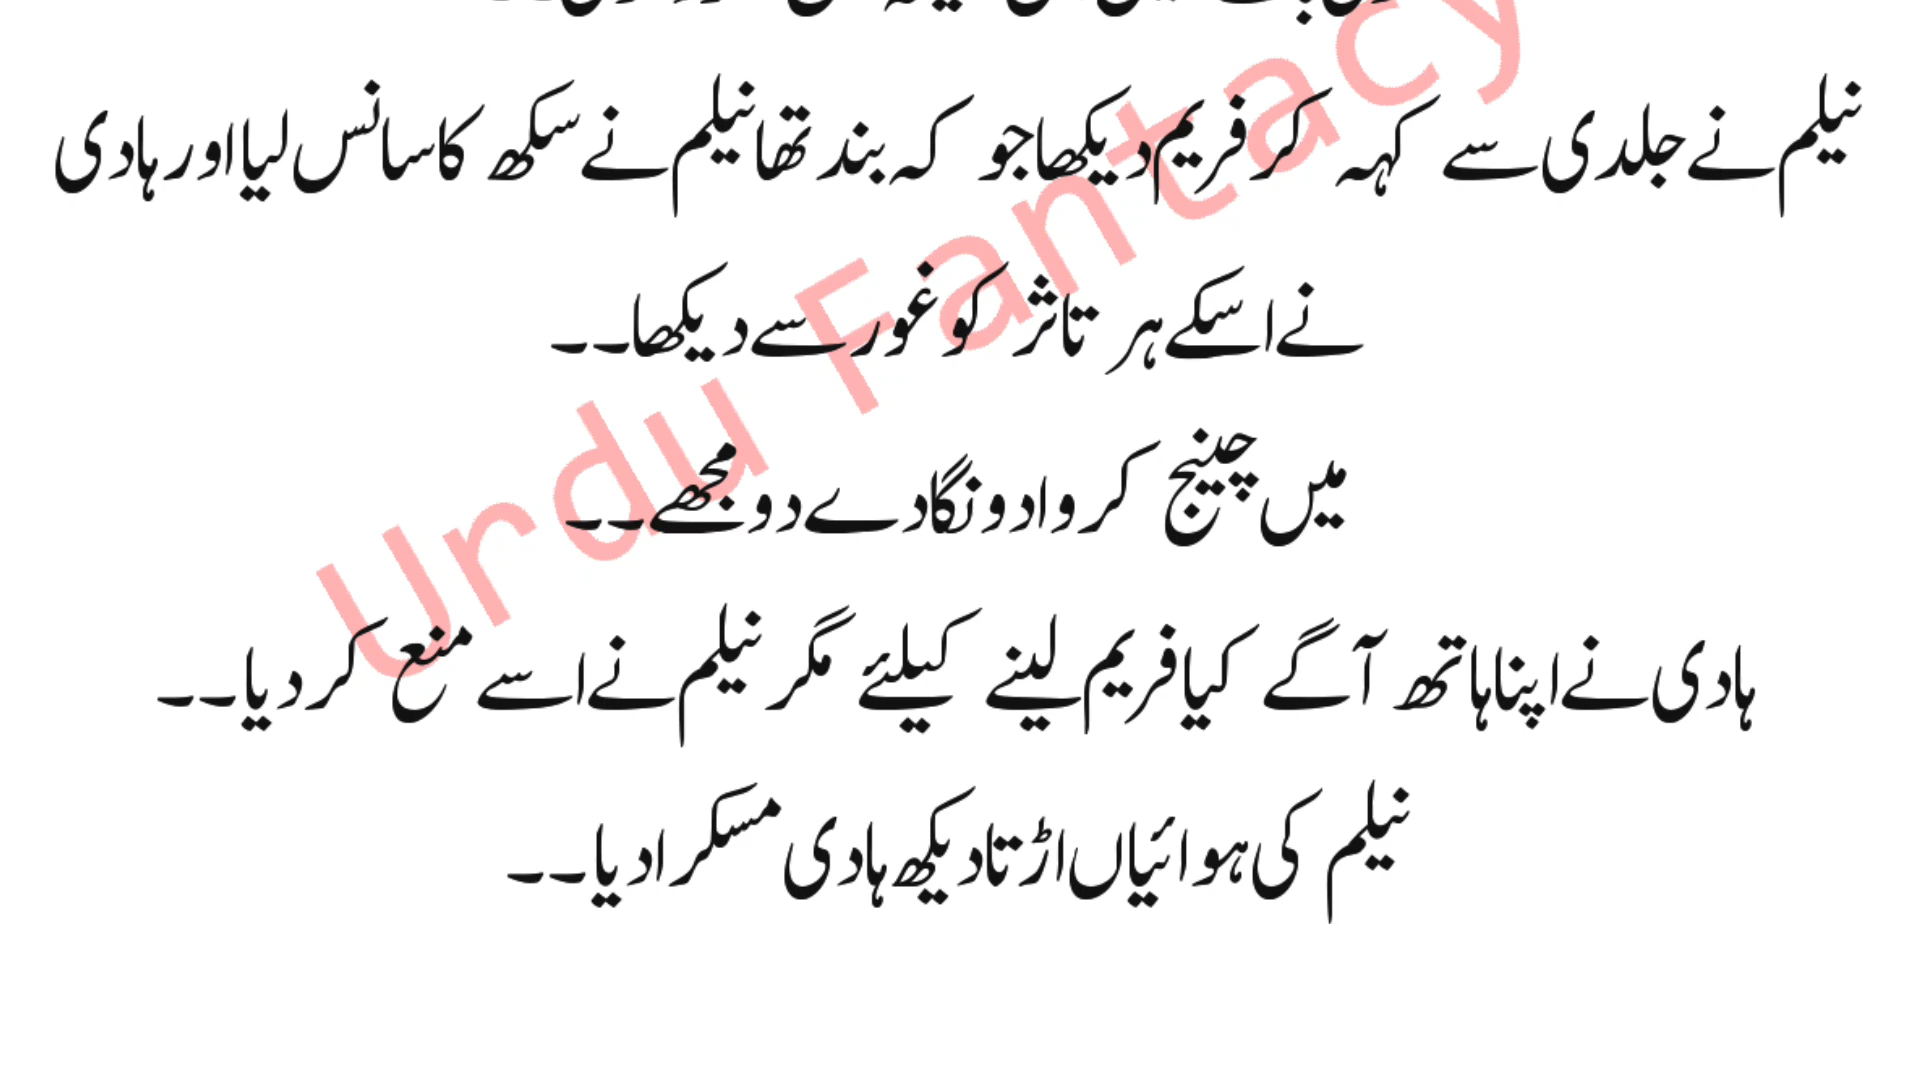 نیلم نے جلدی سے کہہ کر فریم دیکھا جو کہ بند تھا نیلم نے سکھ کا سانس لیا اور ہادی
نے اسکے ہر تاثر کو غور سے دیکھا۔۔
میں چینج کروا دونگا دے دو مجھے۔۔
ہادی نے اپنا ہاتھ آگے کیا فریم لینے کیلئے مگر نیلم نے اسے منع کر دیا۔۔
نیلم کی ہوائیاں اڑتا دیکھ ہادی مسکرا دیا۔۔
Urdu Fantacy